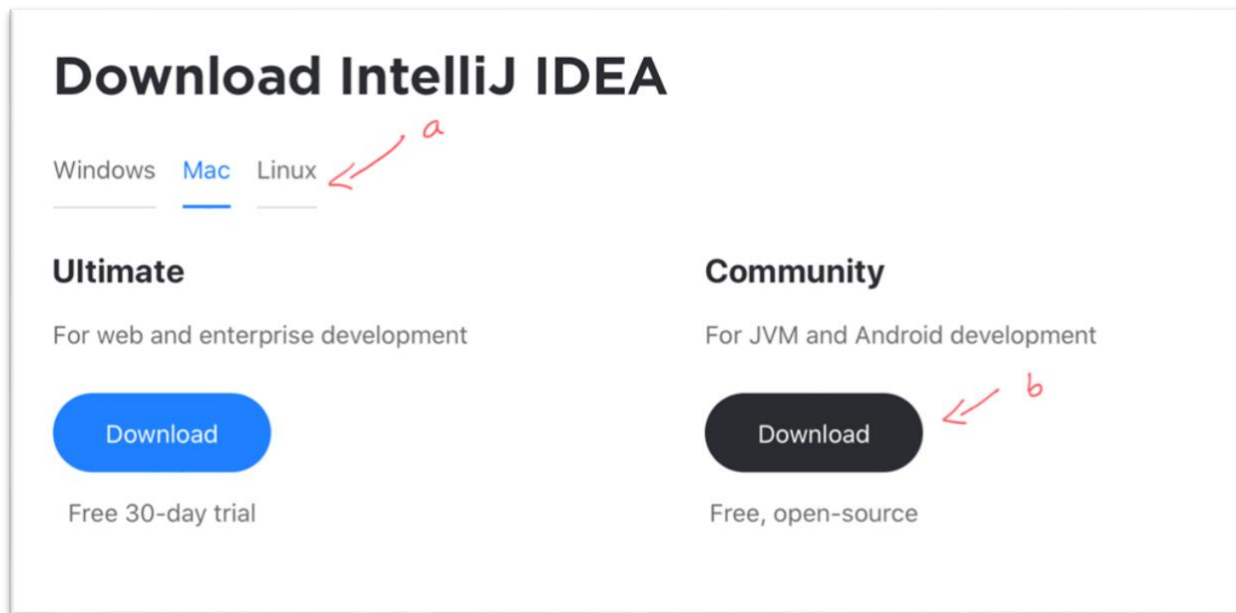 Download IntelliJ IDEA
a
Windows Mac Linux
Ultimate Community
For web and enterprise development For JVM and Android development
b
Download Download
Free 30-day trial Free, open-source